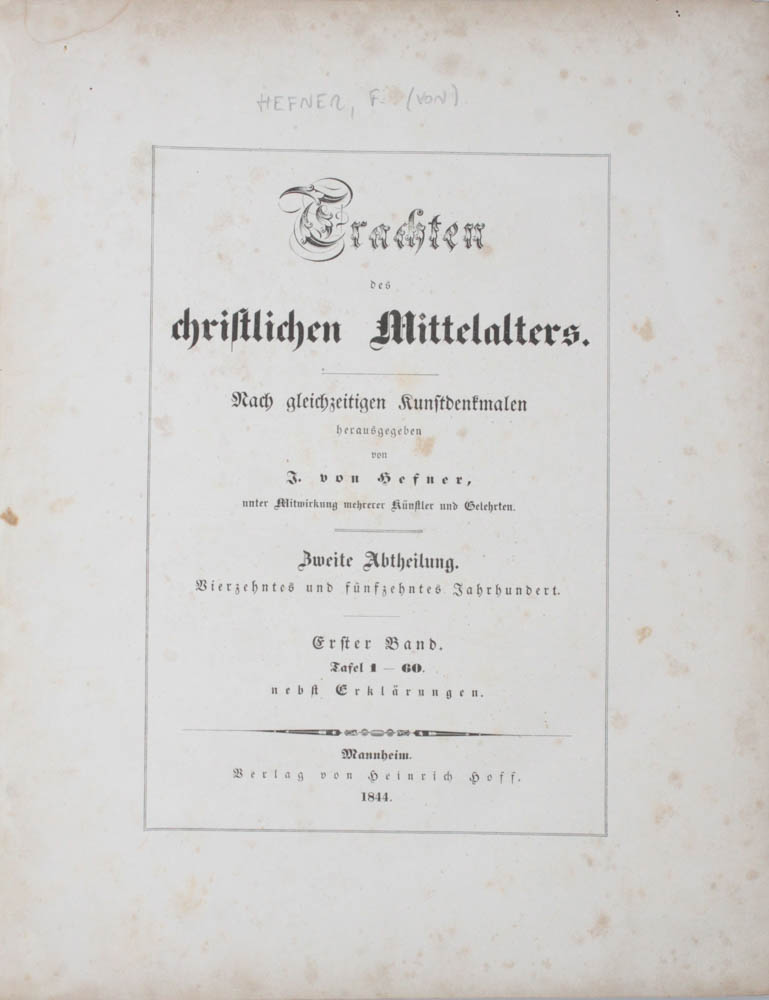 HEFNER, F. (VON)
Trachten
des
christlichen Mittelalters.
Nach gleichzeitigen Kunstdenkmalen
herausgegeben
von
J. von Hefner,
unter Mitwirkung mehrerer Künstler und Gelehrten.
Zweite Abtheilung.
Vierzehntes und fünfzehntes Jahrhundert.
Erster Band.
Tafel 1 — 60.
nebst Erklärungen.
Mannheim.
Verlag von Heinrich Hoff.
1844.